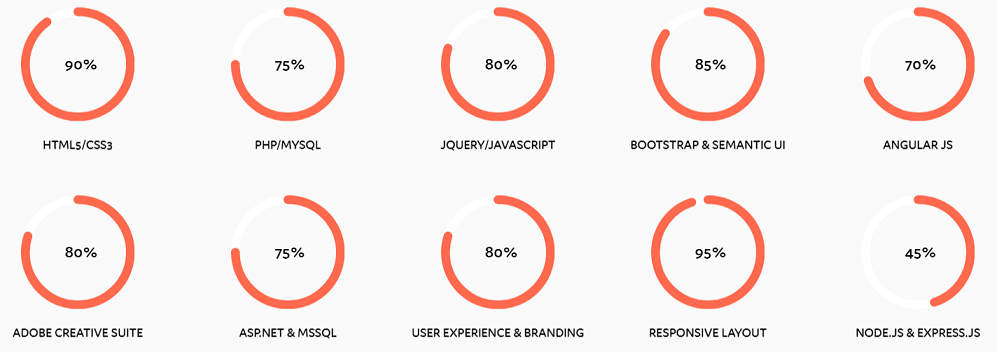 90% 75% 80% 85% 70%
HTML5/CSS3 PHP/MYSQL JQUERY/JAVASCRIPT BOOTSTRAP & SEMANTIC UI ANGULAR JS
80% 75% 80% 95% 45%
ADOBE CREATIVE SUITE ASP.NET & MSSQL USER EXPERIENCE & BRANDING RESPONSIVE LAYOUT NODE.JS & EXPRESS.JS